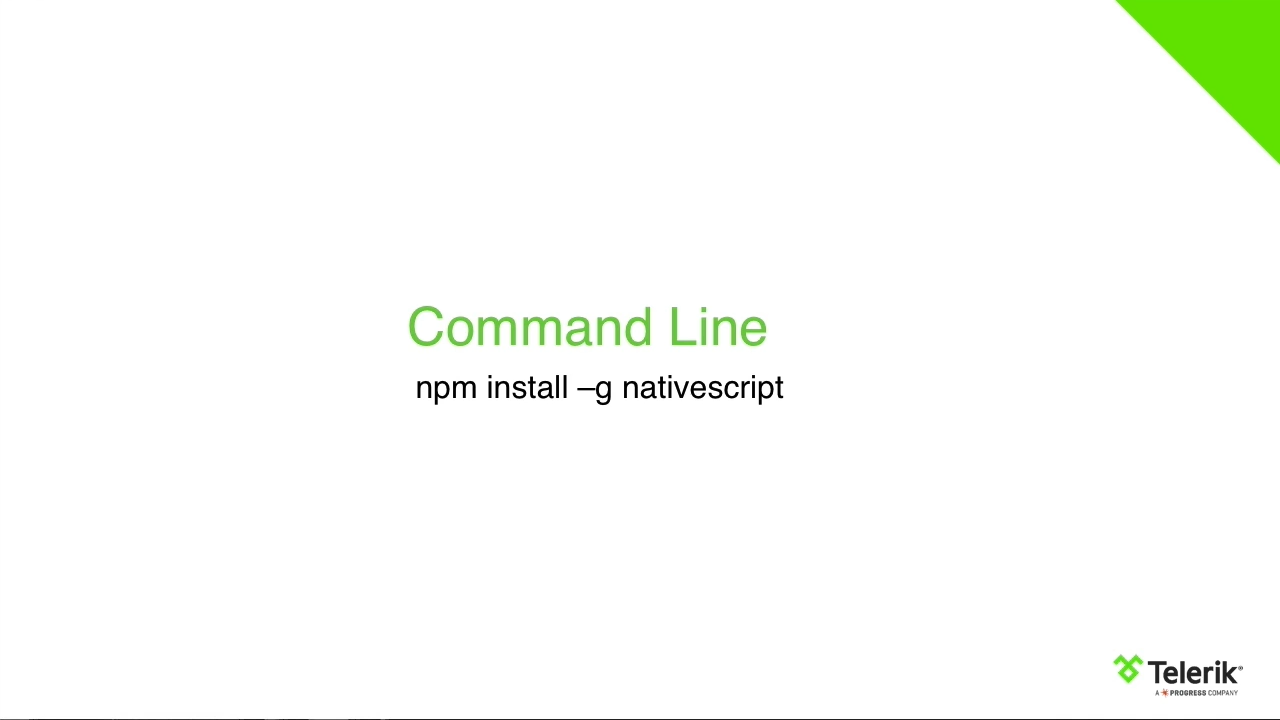 Command Line
npm install –g nativescript
Telerik®
A PROGRESS COMPANY